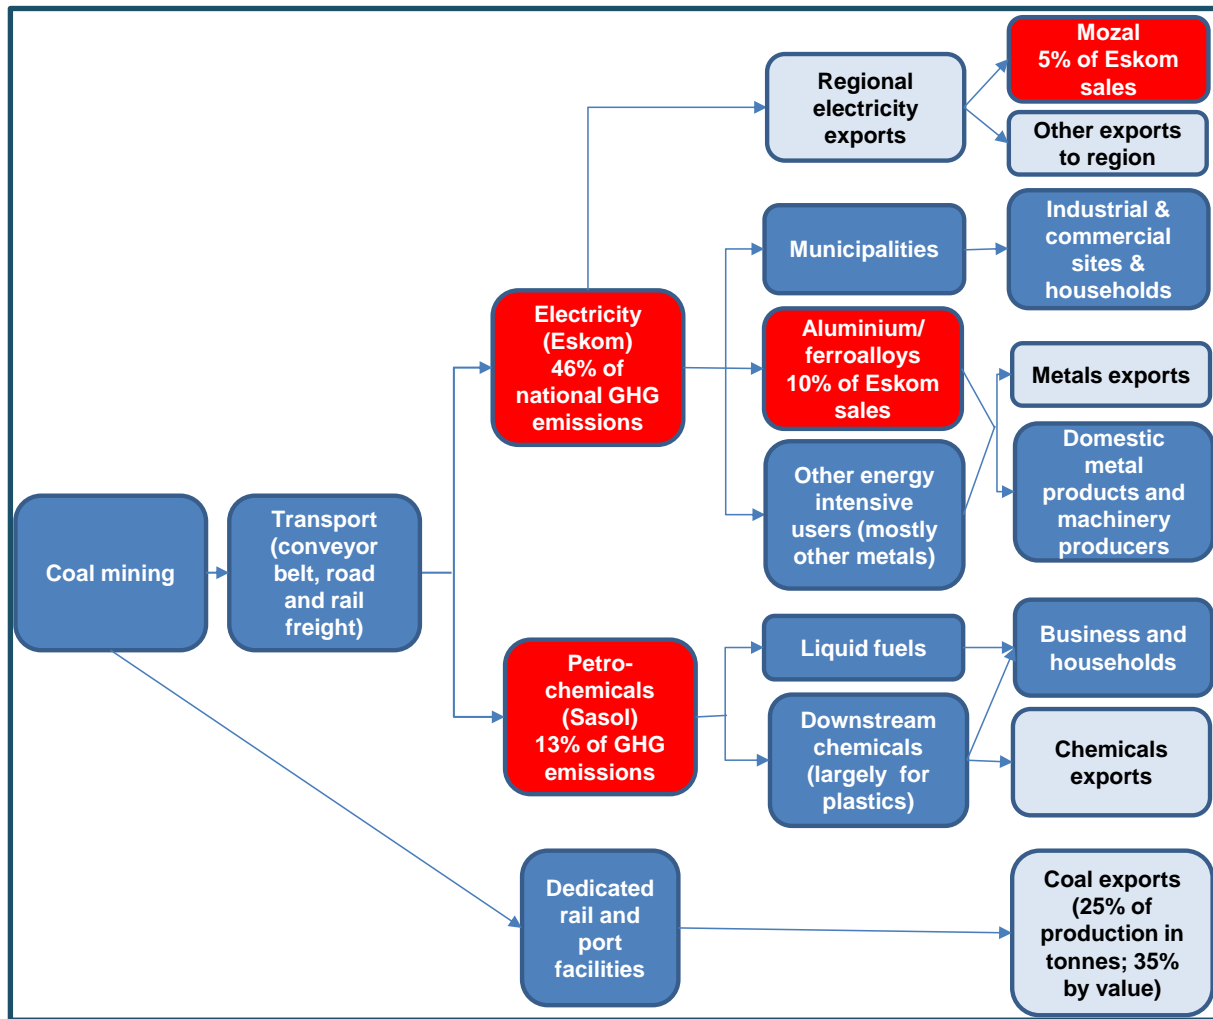 Mozal
5% of Eskom
sales
Regional
electricity
exports
Other exports
to region
Municipalities
Industrial &
commercial
sites &
households
Electricity
(Eskom)
46% of
national GHG
emissions
Aluminium/
ferroalloys
10% of Eskom
sales
Metals exports
Other energy
intensive
users (mostly
other metals)
Domestic
metal
products and
machinery
producers
Coal mining
Transport
(conveyor
belt, road
and rail
freight)
Petro-
chemicals
(Sasol)
13% of GHG
emissions
Liquid fuels
Business and
households
Downstream
chemicals
(largely for
plastics)
Chemicals
exports
Dedicated
rail and
port
facilities
Coal exports
(25% of
production in
tonnes; 35%
by value)